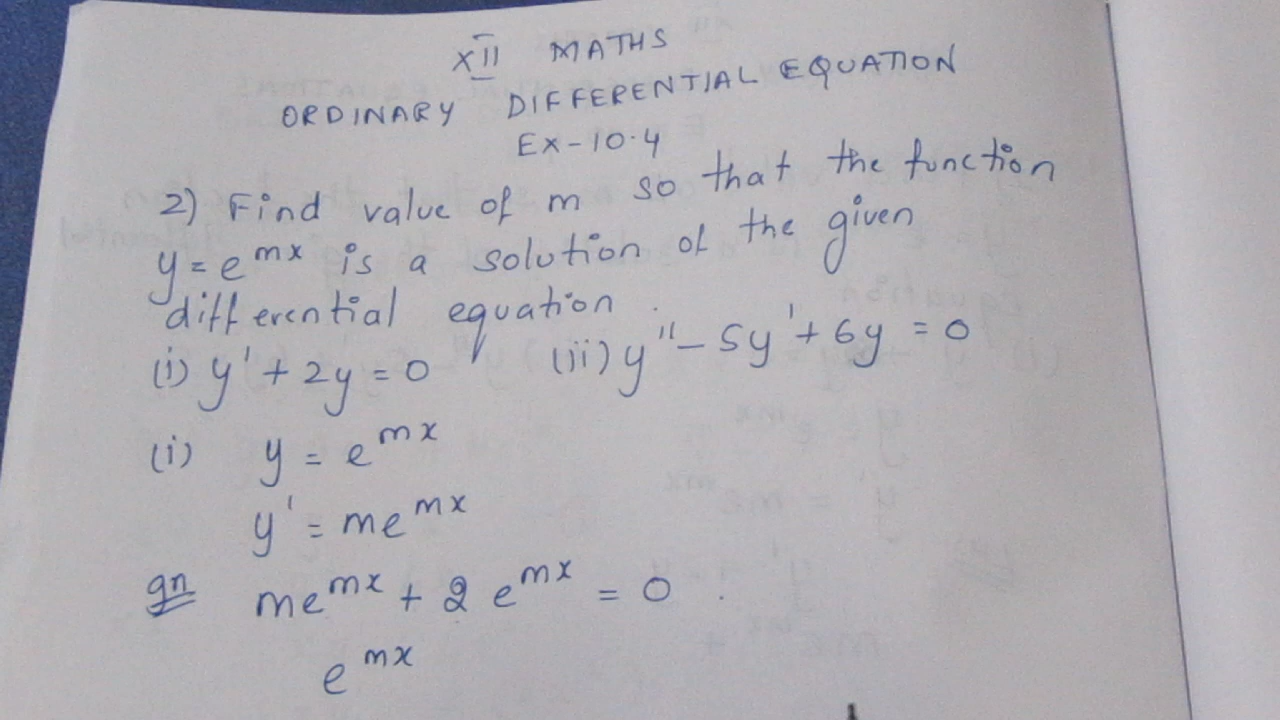 XII MATHS
ORDINARY DIFFERENTIAL EQUATION
Ex-10.4
2) Find value of m so that the function
y = e^mx is a solution of the given
differential equation.
(i) y' + 2y = 0 (ii) y'' - 5y' + 6y = 0
(i) y = e^mx
y' = me^mx
gn me^mx + 2 e^mx = 0.
e^mx